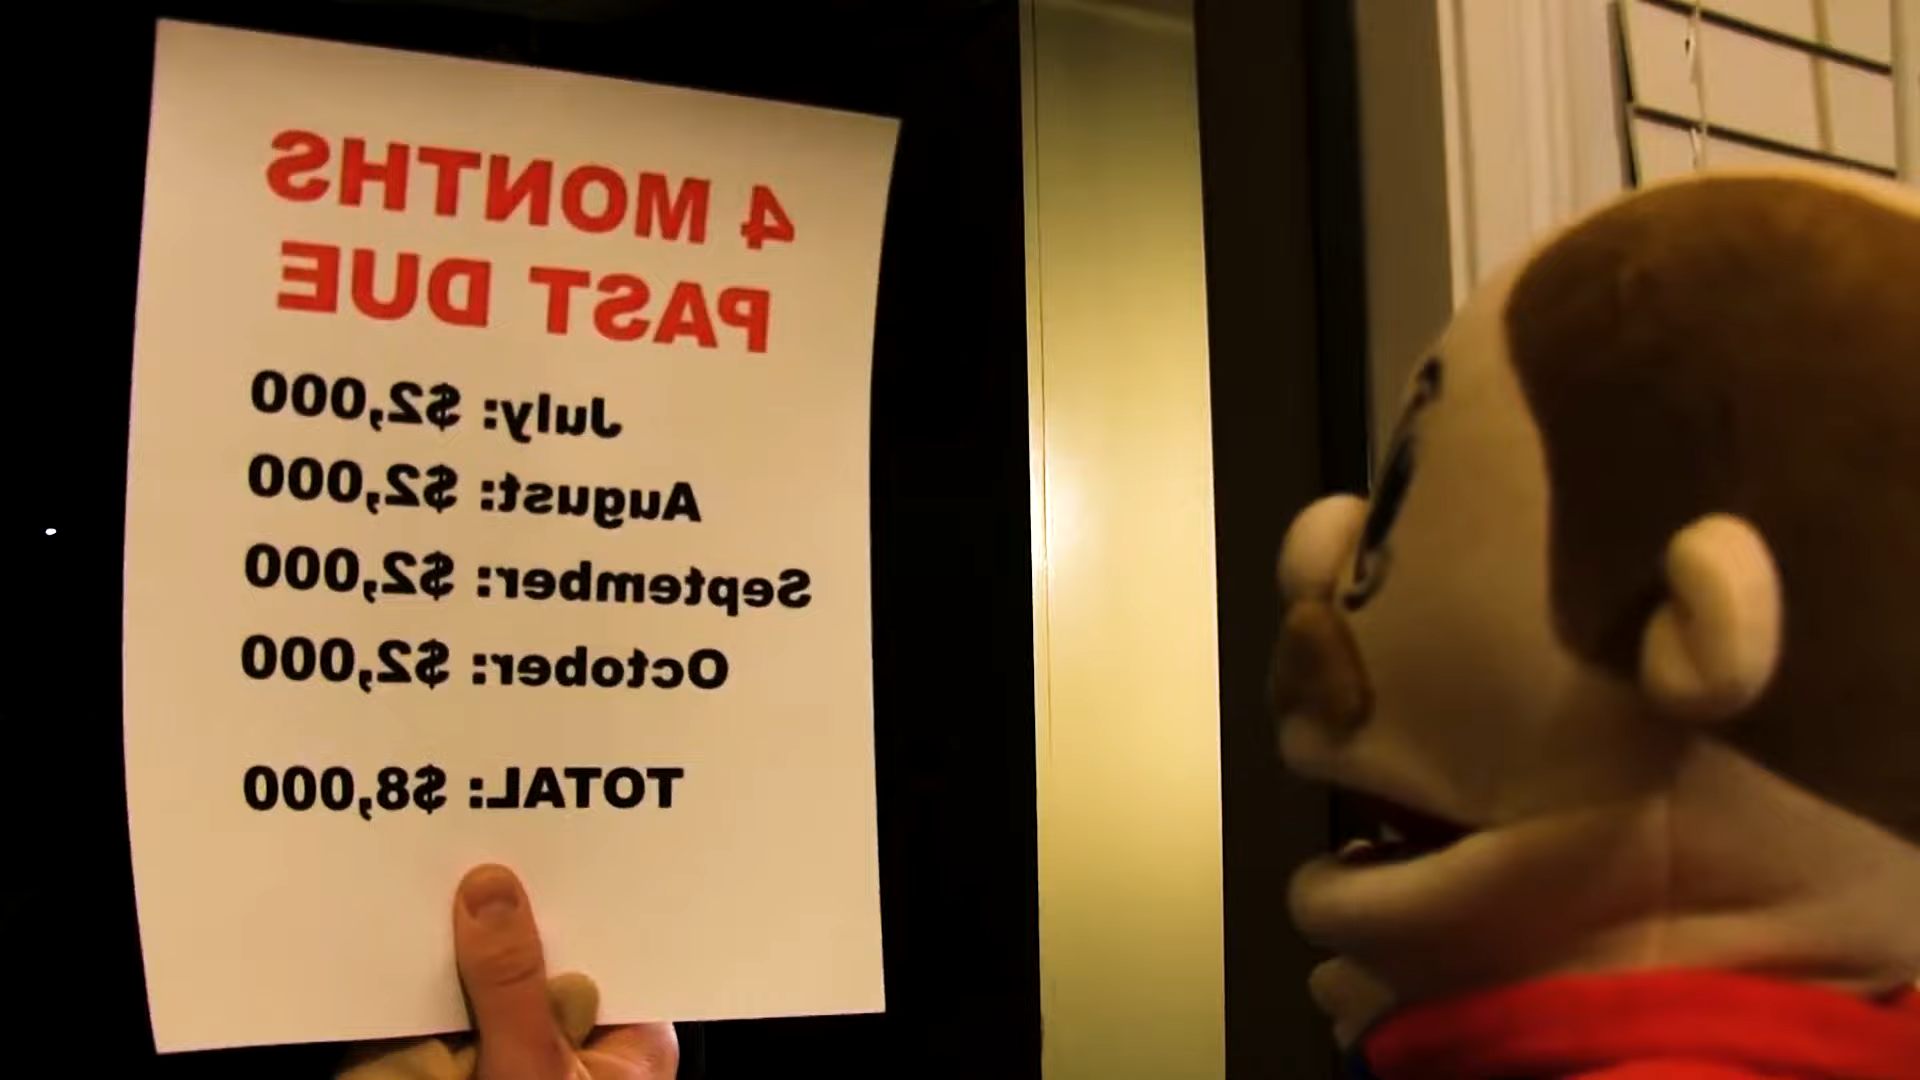 4 MONTHS
PAST DUE
July: $2,000
August: $2,000
September: $2,000
October: $2,000
TOTAL: $8,000